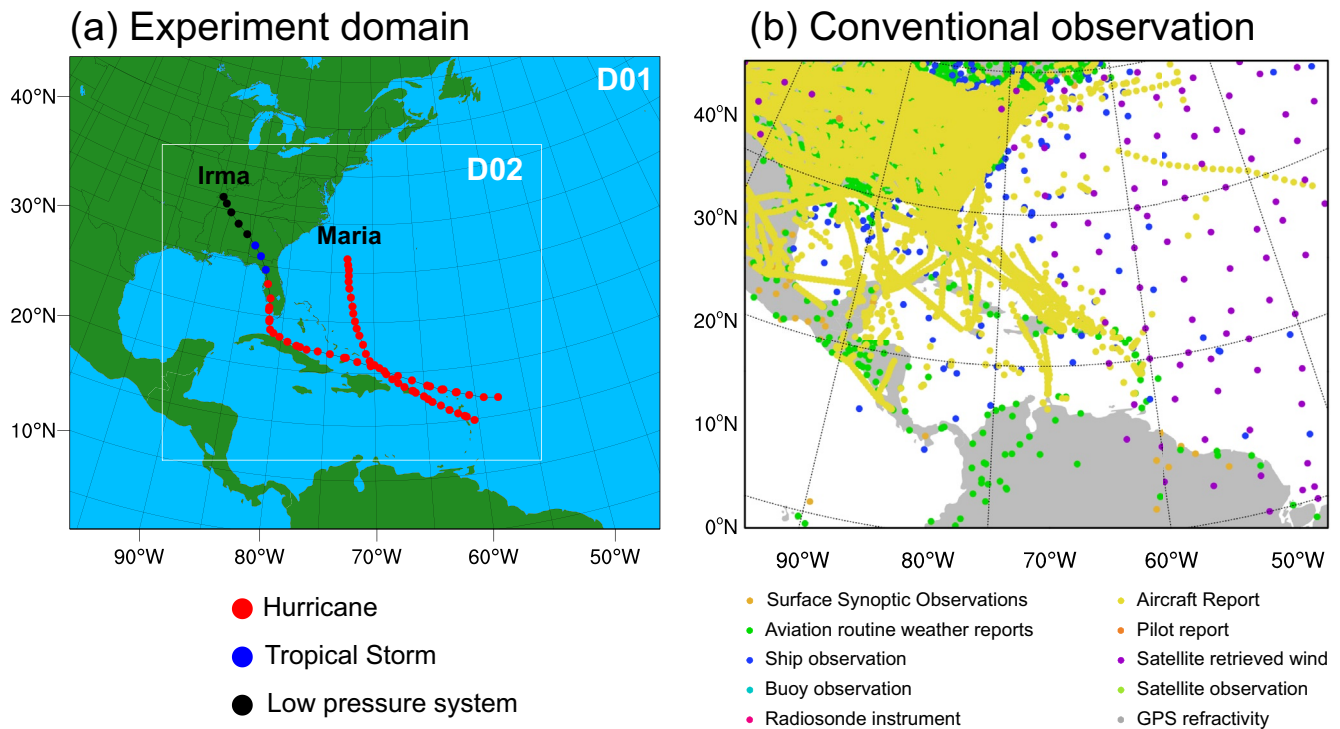 (a) Experiment domain
(b) Conventional observation
D01
D02
Irma
Maria
40°N
30°N
20°N
10°N
90°W 80°W 70°W 60°W 50°W
40°N
30°N
20°N
10°N
0°N
90°W 80°W 70°W 60°W 50°W
Hurricane
Tropical Storm
Low pressure system
Surface Synoptic Observations
Aviation routine weather reports
Ship observation
Buoy observation
Radiosonde instrument
Aircraft Report
Pilot report
Satellite retrieved wind
Satellite observation
GPS refractivity